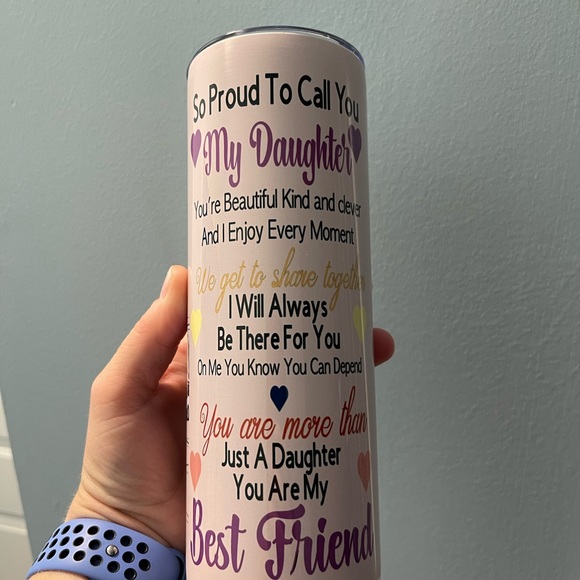 So Proud To Call You
My Daughter
You're Beautiful Kind and clever
And I Enjoy Every Moment
We get to share together
I Will Always
Be There For You
On Me You Know You Can Depend
You are more than
Just A Daughter
You Are My
Best Friend